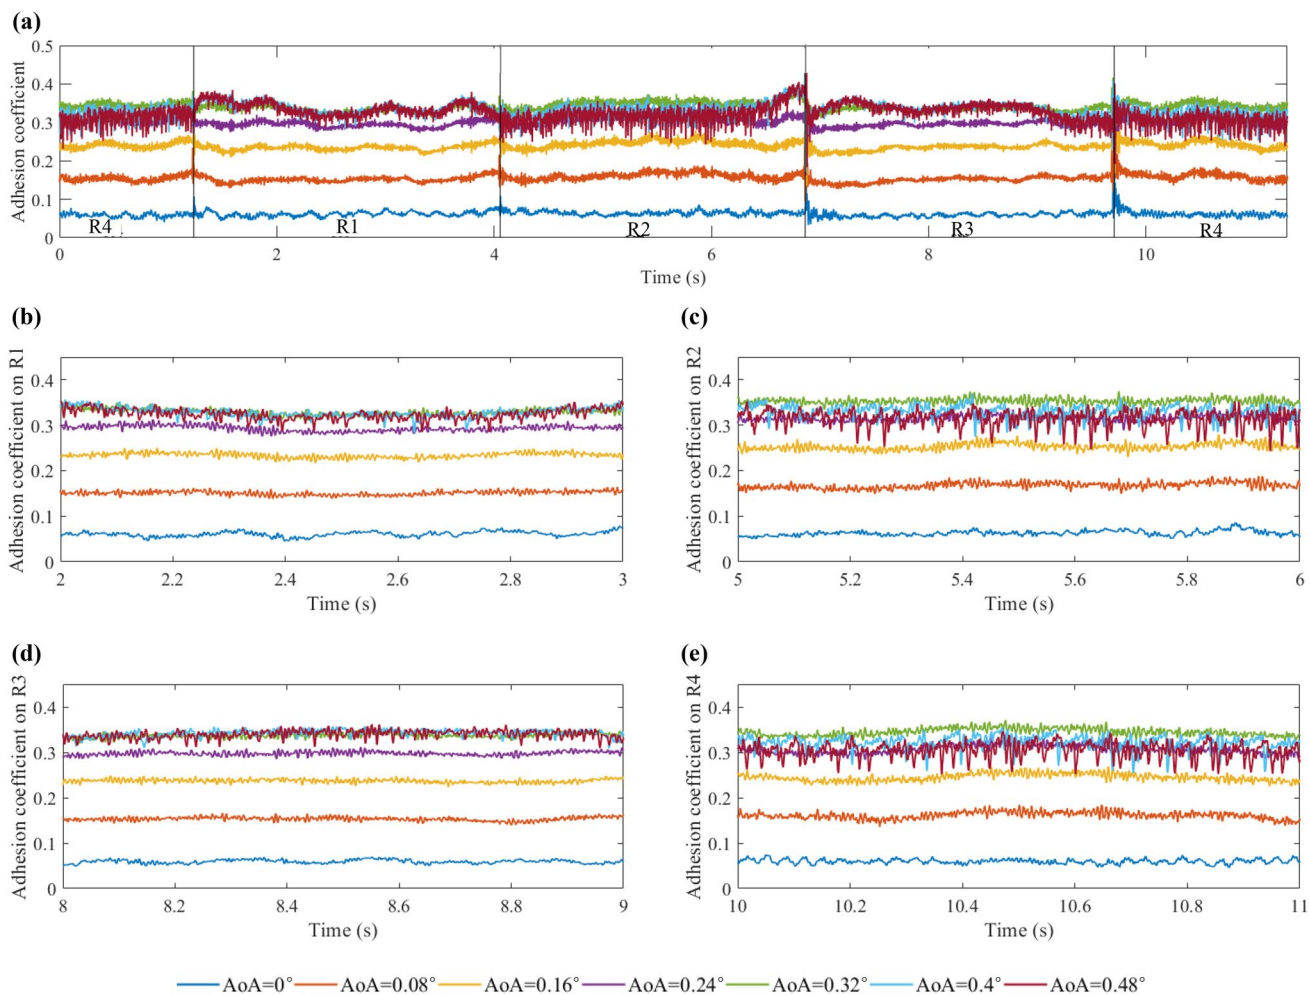 (a)
Adhesion coefficient
0.5
0.4
0.3
0.2
0.1
0
R4 R1 R2 R3 R4
0 2 4 6 8 10
Time (s)
(b)
Adhesion coefficient on R1
0.4
0.3
0.2
0.1
0
2 2.2 2.4 2.6 2.8 3
Time (s)
(c)
Adhesion coefficient on R2
0.4
0.3
0.2
0.1
0
5 5.2 5.4 5.6 5.8 6
Time (s)
(d)
Adhesion coefficient on R3
0.4
0.3
0.2
0.1
0
8 8.2 8.4 8.6 8.8 9
Time (s)
(e)
Adhesion coefficient on R4
0.4
0.3
0.2
0.1
0
10 10.2 10.4 10.6 10.8 11
Time (s)
AoA=0° AoA=0.08° AoA=0.16° AoA=0.24° AoA=0.32° AoA=0.4° AoA=0.48°